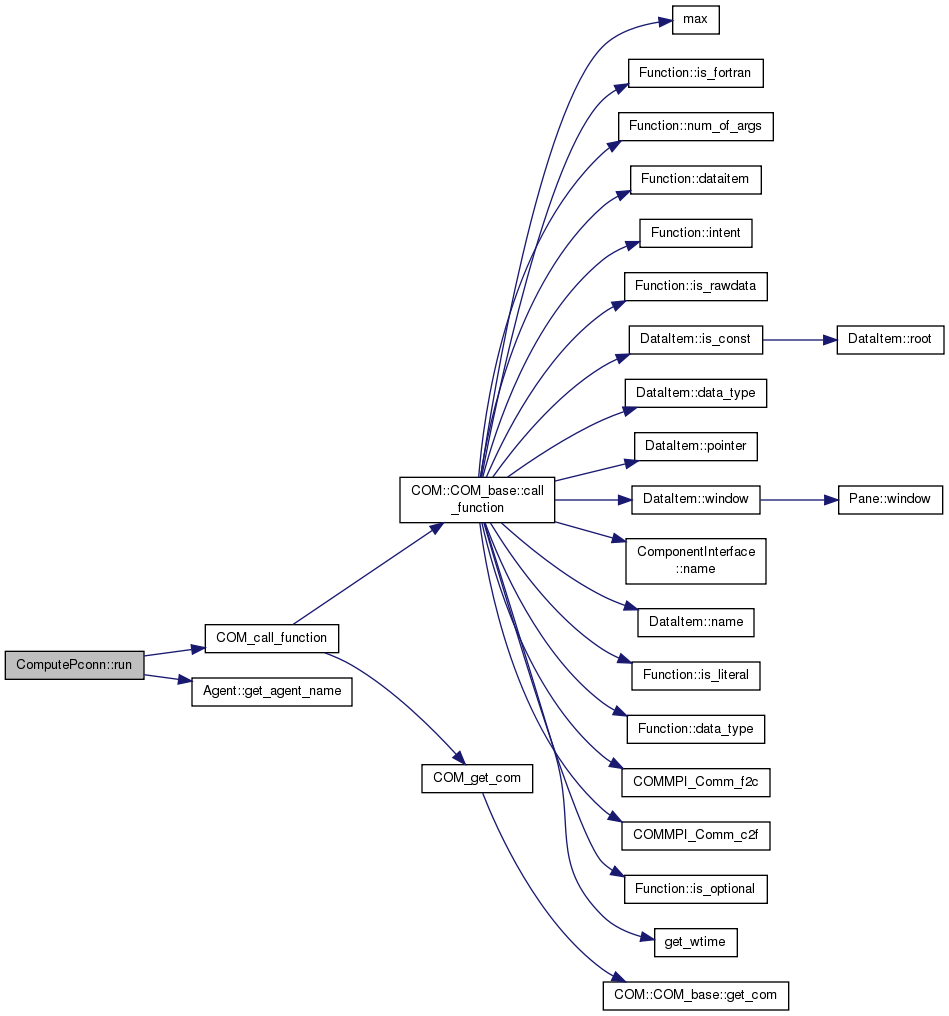 max
Function::is_fortran
Function::num_of_args
Function::dataitem
Function::intent
Function::is_rawdata
DataItem::is_const
DataItem::root
DataItem::data_type
DataItem::pointer
COM::COM_base::call
_function
DataItem::window
Pane::window
ComponentInterface
::name
DataItem::name
COM_call_function
ComputePconn::run
Agent::get_agent_name
Function::is_literal
Function::data_type
COM_get_com
COMMPI_Comm_f2c
COMMPI_Comm_c2f
Function::is_optional
get_wtime
COM::COM_base::get_com